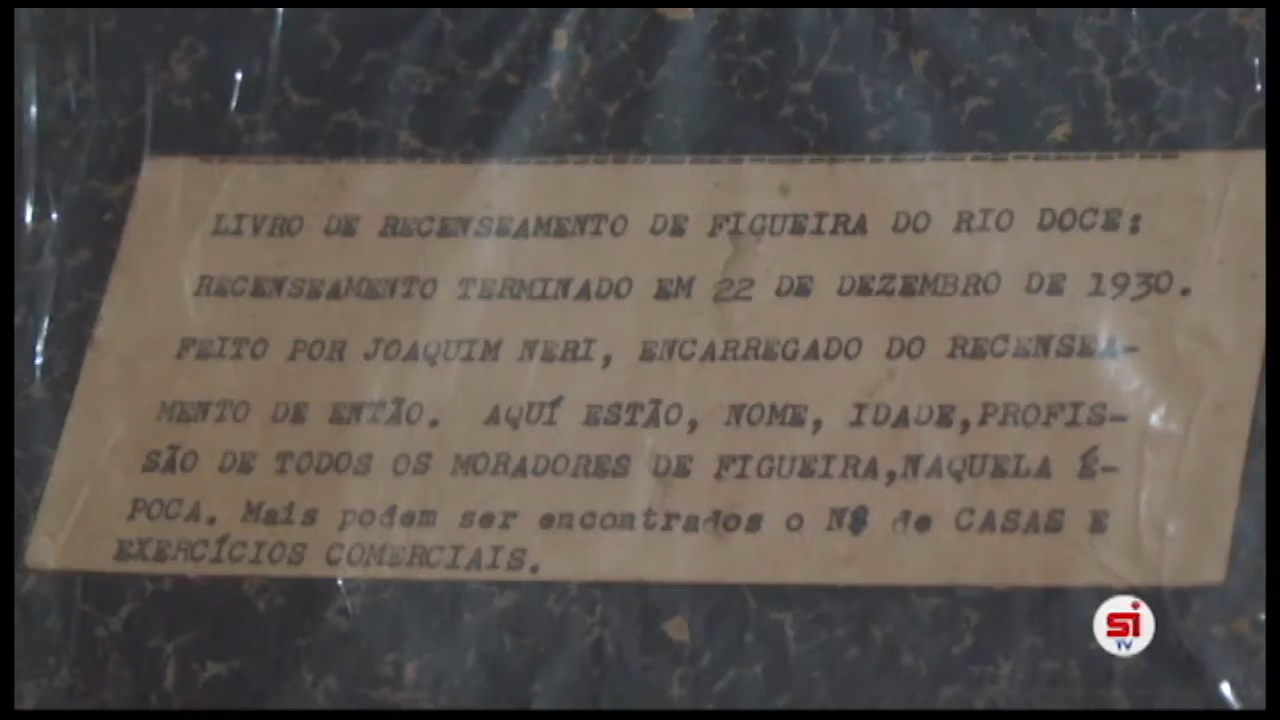 LIVRO DE RECENSEAMENTO DE FIGUEIRA DO RIO DOCE;
RECENSEAMENTO TERMINADO EM 22 DE DEZEMBRO DE 1930.
FEITO POR JOAQUIM NERI, ENCARREGADO DO RECENSEA-
MENTO DE ENTÃO. AQUÍ ESTÃO, NOME, IDADE,PROFIS-
SÃO DE TODOS OS MORADORES DE FIGUEIRA,NAQUELA É-
POCA. Mais podem ser encontrados o Nº de CASAS E
EXERCÍCIOS COMERCIAIS.
si
TV